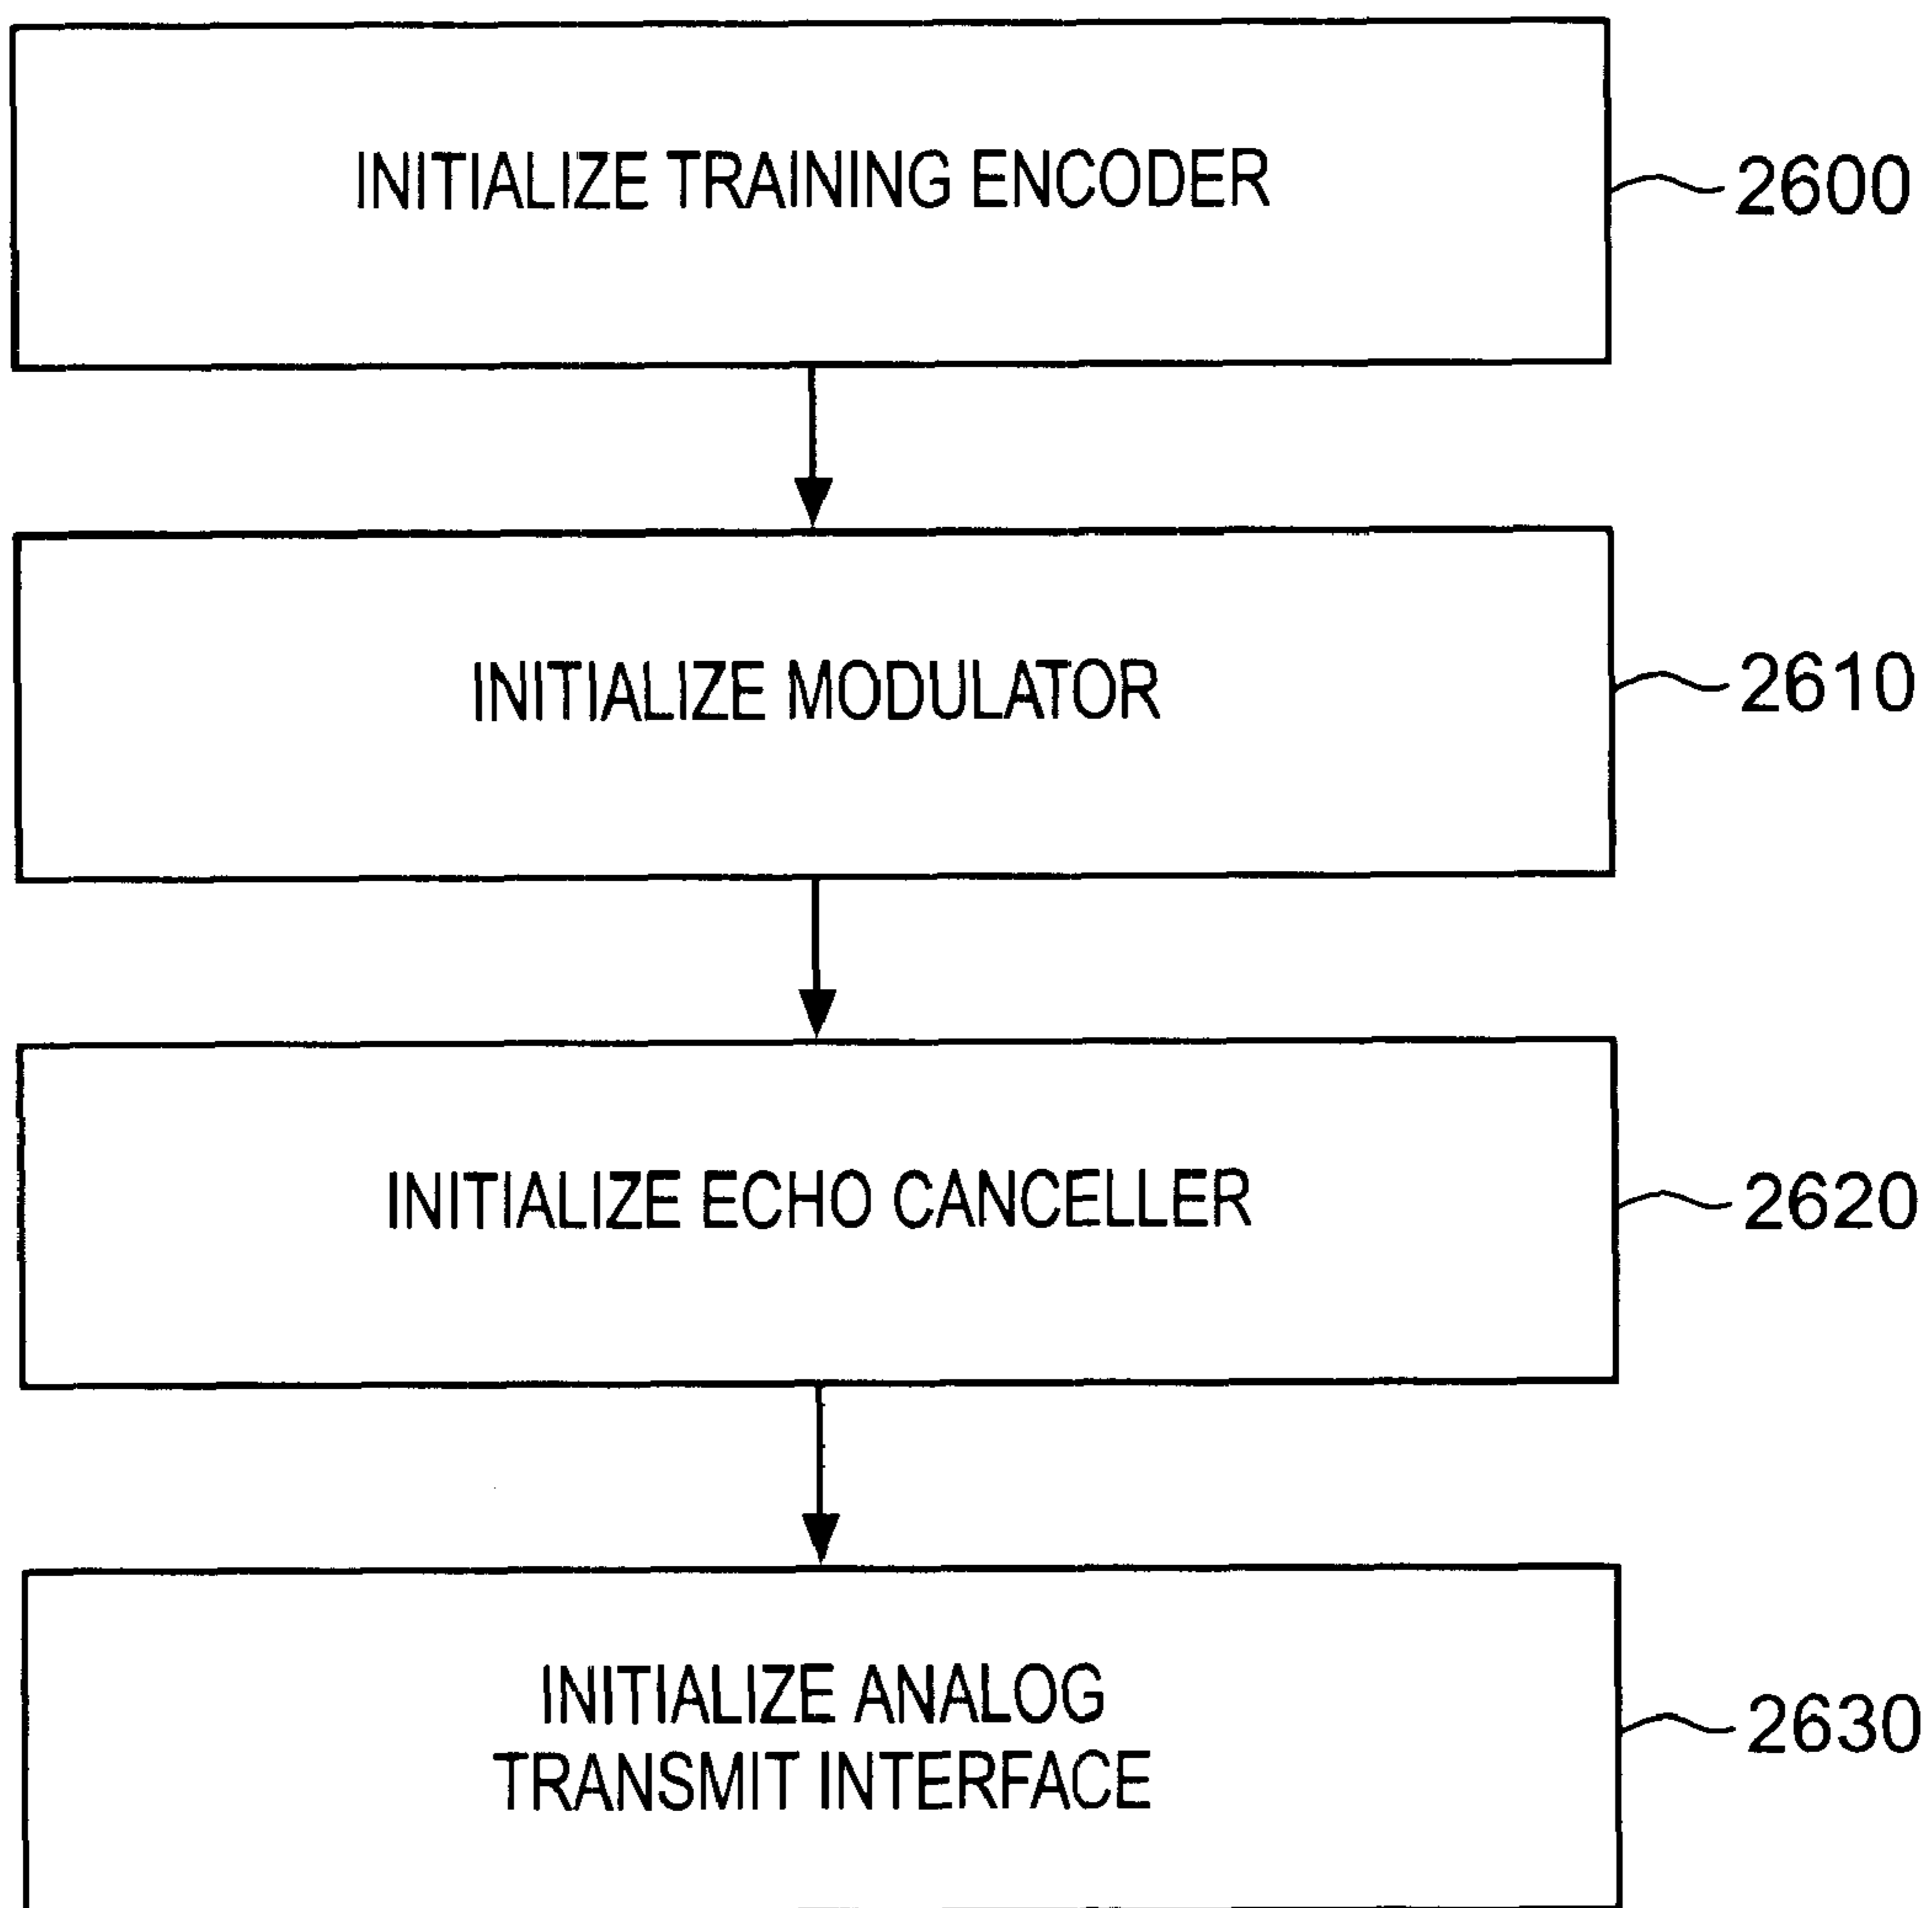 INITIALIZE TRAINING ENCODER
2600
INITIALIZE MODULATOR
2610
INITIALIZE ECHO CANCELLER
2620
INITIALIZE ANALOG
TRANSMIT INTERFACE
2630